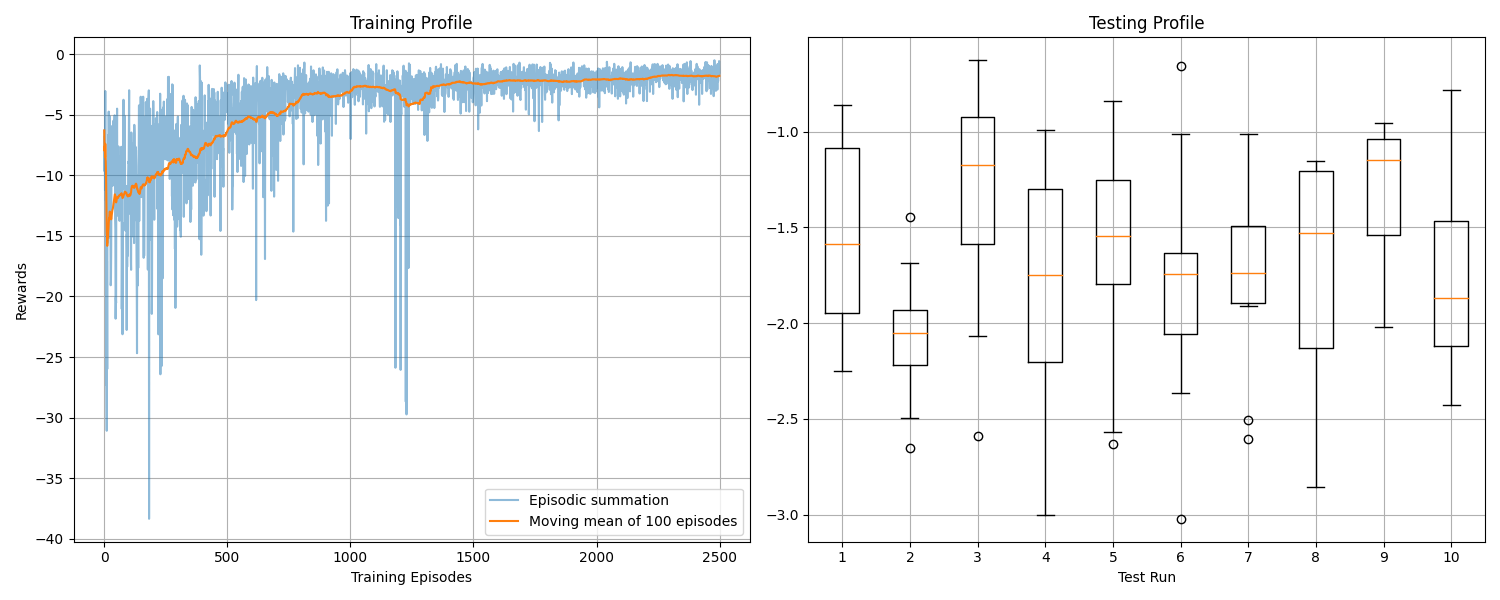 Training Profile
Rewards
0
−5
−10
−15
−20
−25
−30
−35
−40
Episodic summation
Moving mean of 100 episodes
0 500 1000 1500 2000 2500
Training Episodes
Testing Profile
−1.0
−1.5
−2.0
−2.5
−3.0
1 2 3 4 5 6 7 8 9 10
Test Run